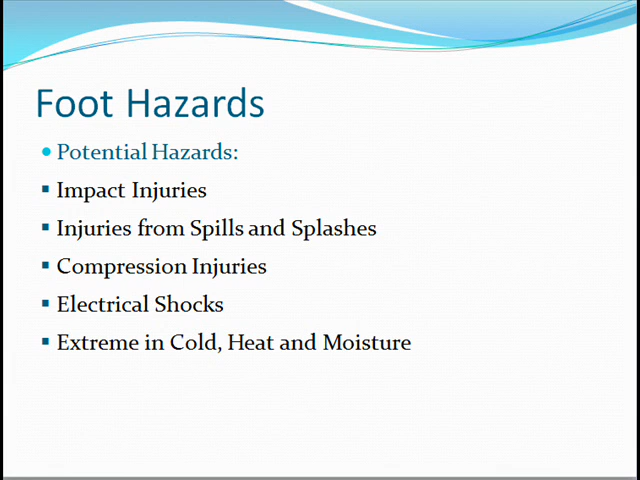 Foot Hazards
Potential Hazards:
Impact Injuries
Injuries from Spills and Splashes
Compression Injuries
Electrical Shocks
Extreme in Cold, Heat and Moisture